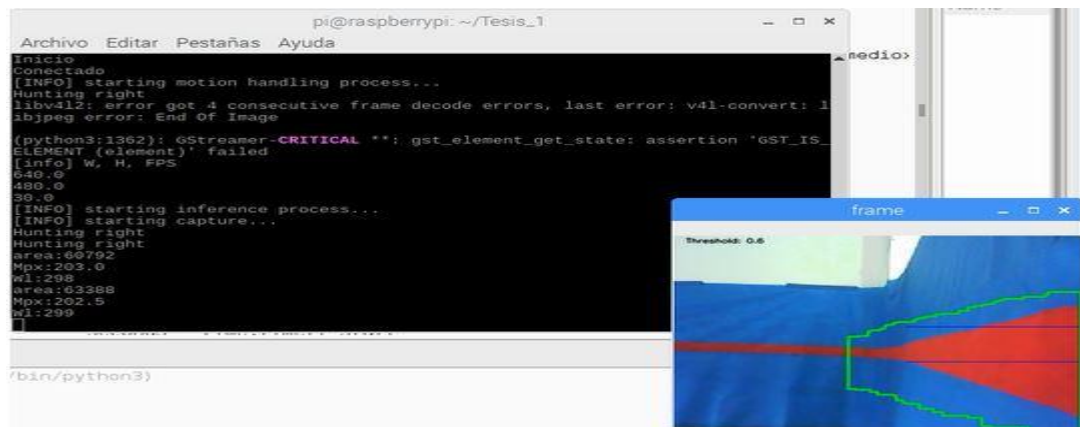 pi@raspberrypi: ~/Tesis_1
Archivo Editar Pestañas Ayuda
Inicio
Conectado
[INFO] starting motion handling process...
Hunting right
libv4l2: error got 4 consecutive frame decode errors, last error: v4l-convert: l
ibjpeg error: End Of Image
(python3:1362): GStreamer-CRITICAL **: gst_element_get_state: assertion 'GST_IS_
ELEMENT (element)' failed
[info] W, H, FPS
640.0
480.0
30.0
[INFO] starting inference process...
[INFO] starting capture...
Hunting right
Hunting right
area:60792
Mpx:203.0
Wl:298
area:63388
Mpx:202.5
Wl:299
medio>
frame
Threshold: 0.6
/bin/python3)